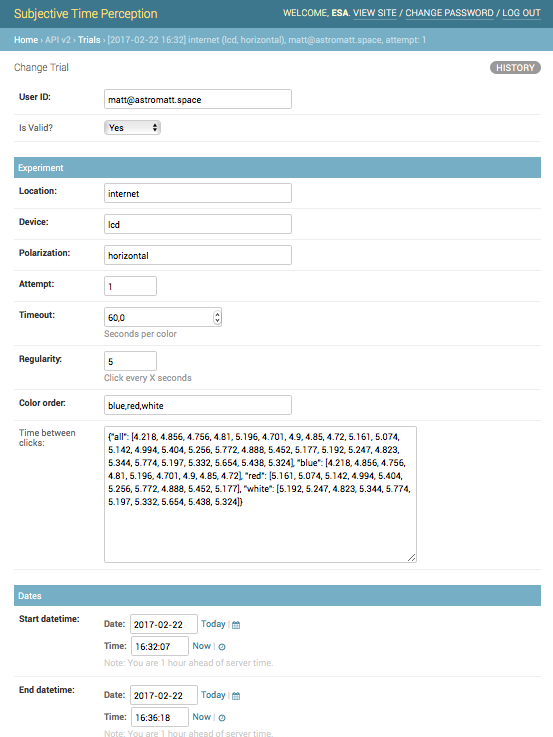 Subjective Time Perception
WELCOME, ESA. VIEW SITE / CHANGE PASSWORD / LOG OUT
Home › API v2 › Trials › [2017-02-22 16:32] internet (lcd, horizontal), matt@astromatt.space, attempt: 1
Change Trial
HISTORY
User ID:
matt@astromatt.space
Is Valid?
Yes
Experiment
Location:
internet
Device:
lcd
Polarization:
horizontal
Attempt:
1
Timeout:
60,0
Seconds per color
Regularity:
5
Click every X seconds
Color order:
blue,red,white
Time between
clicks:
{"all": [4.218, 4.856, 4.756, 4.81, 5.196, 4.701, 4.9, 4.85, 4.72, 5.161, 5.074,
5.142, 4.994, 5.404, 5.256, 5.772, 4.888, 5.452, 5.177, 5.192, 5.247, 4.823,
5.344, 5.774, 5.197, 5.332, 5.654, 5.438, 5.324], "blue": [4.218, 4.856, 4.756,
4.81, 5.196, 4.701, 4.9, 4.85, 4.72], "red": [5.161, 5.074, 5.142, 4.994, 5.404,
5.256, 5.772, 4.888, 5.452, 5.177], "white": [5.192, 5.247, 4.823, 5.344, 5.774,
5.197, 5.332, 5.654, 5.438, 5.324]}
Dates
Start datetime:
Date: 2017-02-22 Today |
Time: 16:32:07 Now |
Note: You are 1 hour ahead of server time.
End datetime:
Date: 2017-02-22 Today |
Time: 16:36:18 Now |
Note: You are 1 hour ahead of server time.